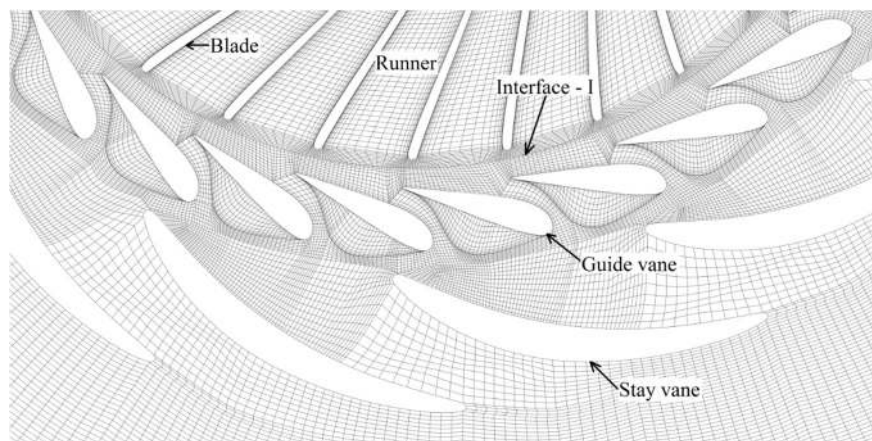 Blade
Runner
Interface - I
Guide vane
Stay vane